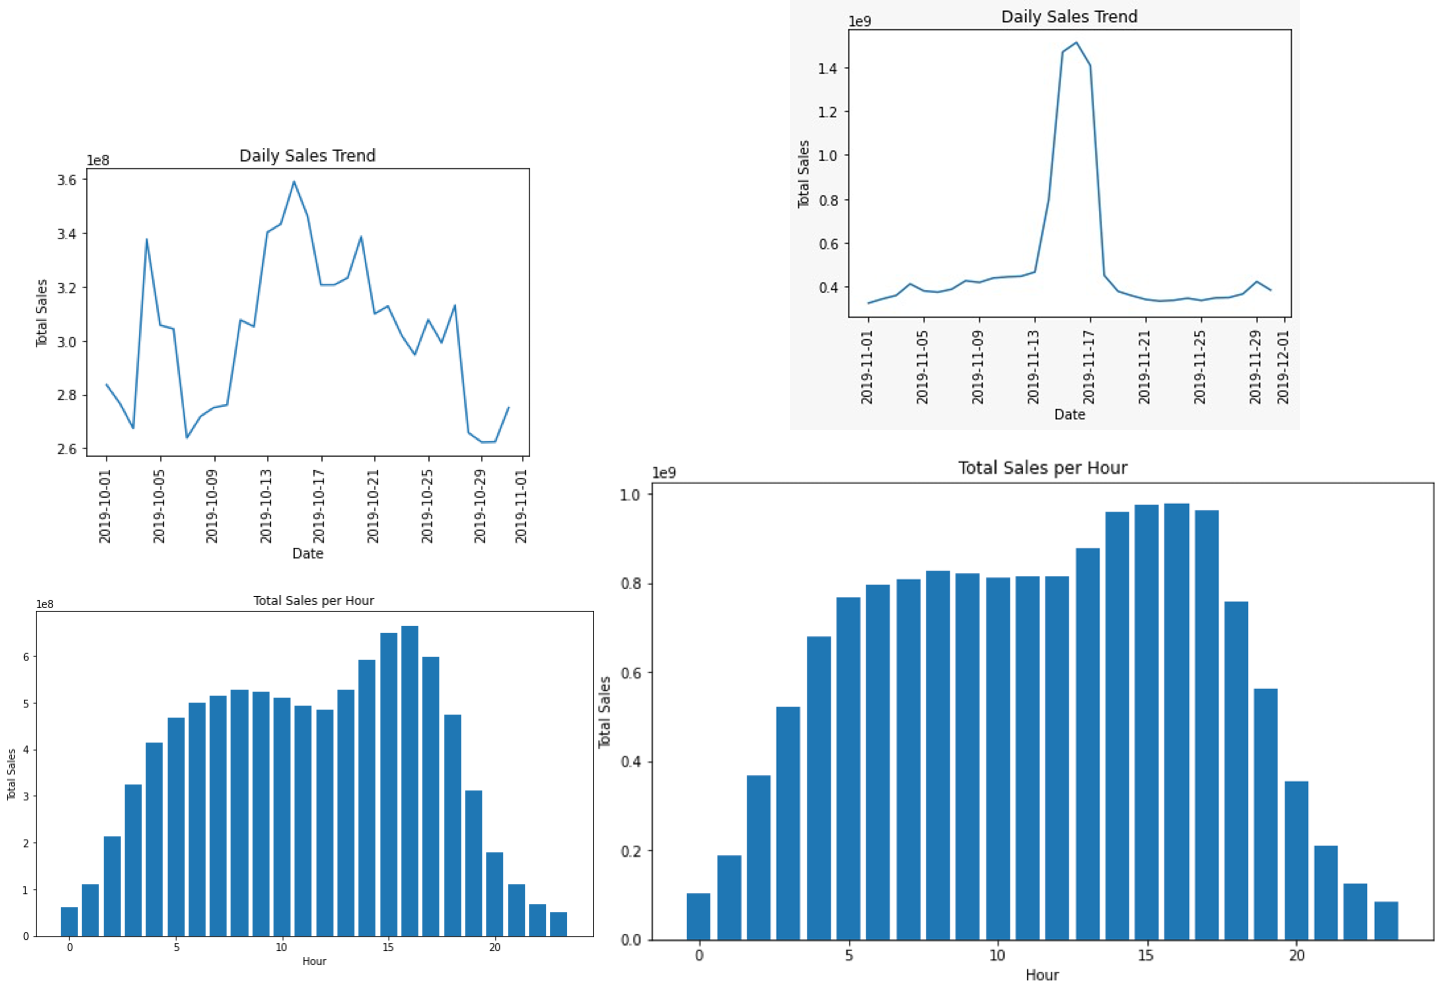 Daily Sales Trend
1e8
3.6
3.4
3.2
3.0
2.8
2.6
Total Sales
2019-10-01
2019-10-05
2019-10-09
2019-10-13
2019-10-17
2019-10-21
2019-10-25
2019-10-29
2019-11-01
Date
Daily Sales Trend
1e9
1.4
1.2
1.0
0.8
0.6
0.4
Total Sales
2019-11-01
2019-11-05
2019-11-09
2019-11-13
2019-11-17
2019-11-21
2019-11-25
2019-11-29
2019-12-01
Date
Total Sales per Hour
1e8
6
5
4
3
2
1
0
Total Sales
0 5 10 15 20
Hour
Total Sales per Hour
1e9
1.0
0.8
0.6
0.4
0.2
0.0
Total Sales
0 5 10 15 20
Hour